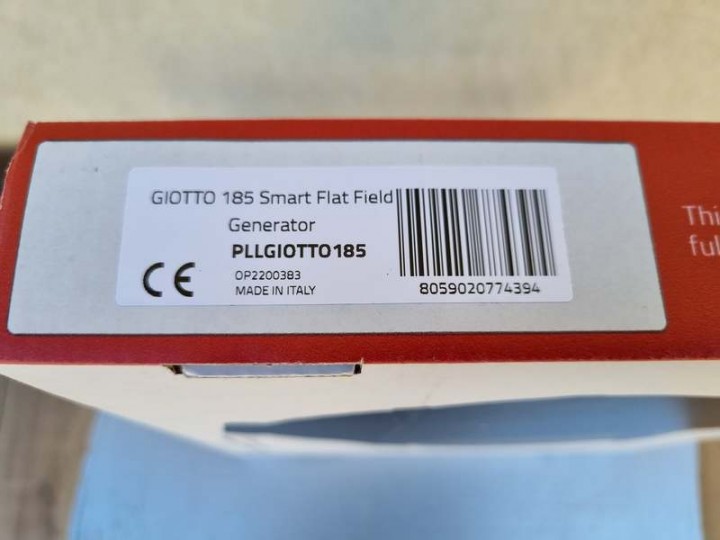 GIOTTO 185 Smart Flat Field
Generator
PLLGIOTTO185
CE
OP2200383
MADE IN ITALY
8059020774394